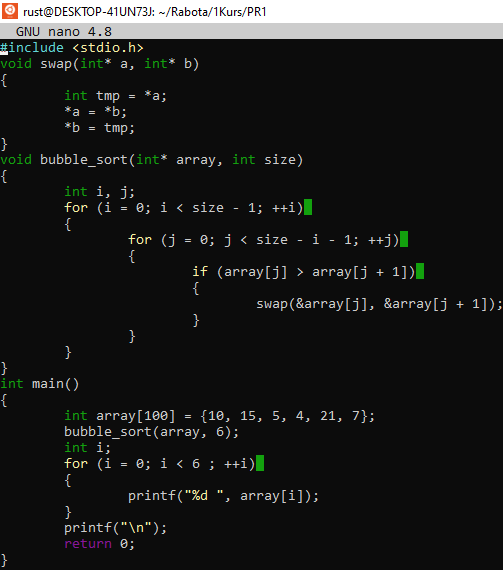 rust@DESKTOP-41UN73J: ~/Rabota/1Kurs/PR1
GNU nano 4.8
#include <stdio.h>
void swap(int* a, int* b)
{
        int tmp = *a;
        *a = *b;
        *b = tmp;
}
void bubble_sort(int* array, int size)
{
        int i, j;
        for (i = 0; i < size - 1; ++i)
        {
                for (j = 0; j < size - i - 1; ++j)
                {
                        if (array[j] > array[j + 1])
                        {
                                swap(&array[j], &array[j + 1]);
                        }
                }
        }
}
int main()
{
        int array[100] = {10, 15, 5, 4, 21, 7};
        bubble_sort(array, 6);
        int i;
        for (i = 0; i < 6 ; ++i)
        {
                printf("%d ", array[i]);
        }
        printf("\n");
        return 0;
}